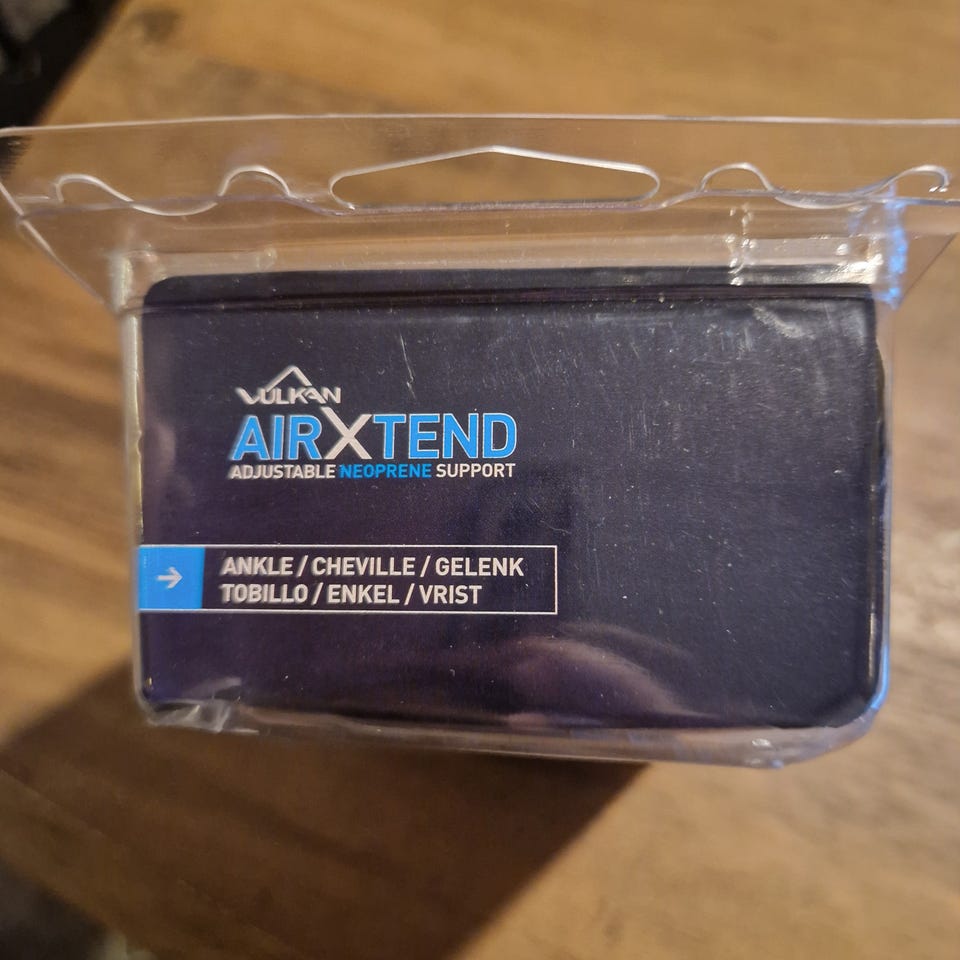 VULKAN
AIRXTEND
ADJUSTABLE NEOPRENE SUPPORT
ANKLE / CHEVILLE / GELENK
TOBILLO / ENKEL / VRIST